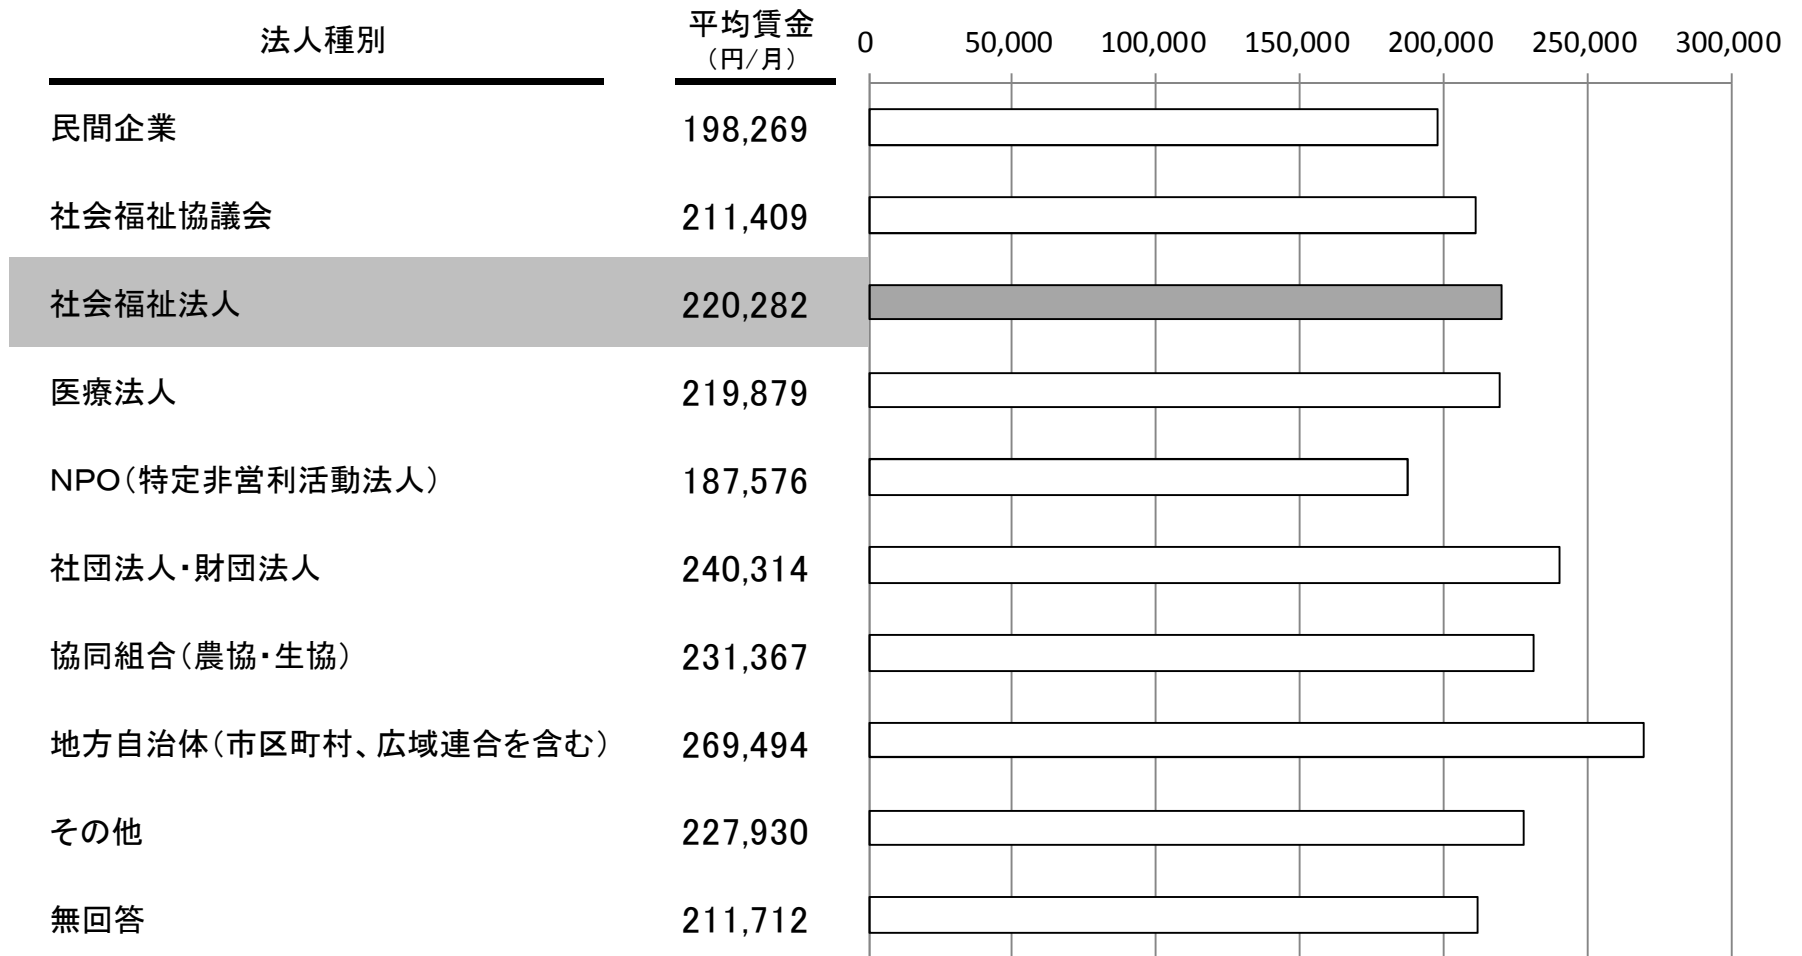 法人種別 平均賃金
（円/月）
0 50,000 100,000 150,000 200,000 250,000 300,000
民間企業 198,269
社会福祉協議会 211,409
社会福祉法人 220,282
医療法人 219,879
NPO（特定非営利活動法人） 187,576
社団法人・財団法人 240,314
協同組合（農協・生協） 231,367
地方自治体（市区町村、広域連合を含む） 269,494
その他 227,930
無回答 211,712